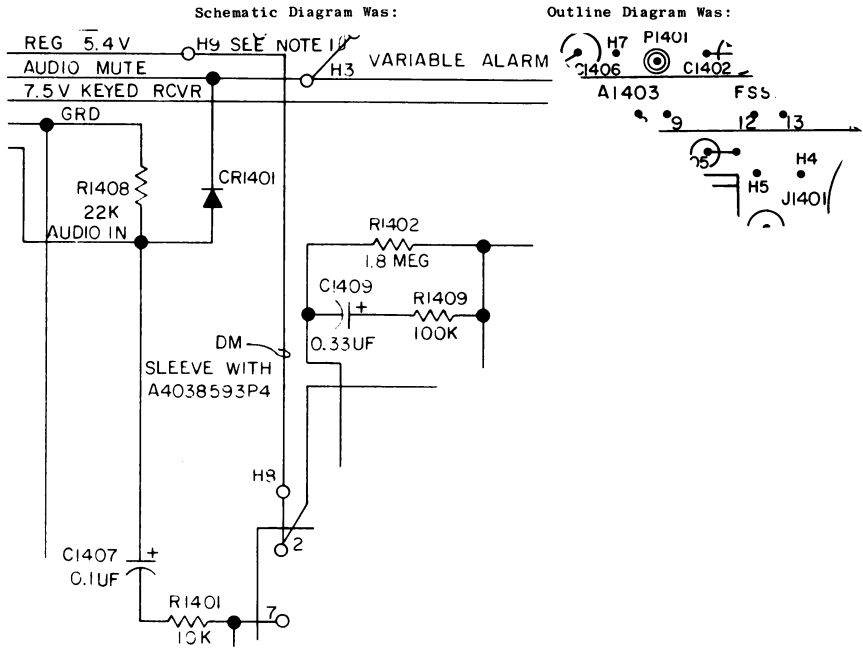 Schematic Diagram Was:
Outline Diagram Was:
REG 5.4 V
H9 SEE NOTE 10
AUDIO MUTE
H3
VARIABLE ALARM
7.5 V KEYED RCVR
GRD
CR1401
R1408
22K
AUDIO IN
R1402
1.8 MEG
C1409
+
R1409
0.33UF
100K
DM
SLEEVE WITH
A4038593P4
H8
2
C1407
+
0.1UF
R1401
10K
7
H7
P1401
C1406
C1402
A1403
9
12
13
H4
H5
J1401